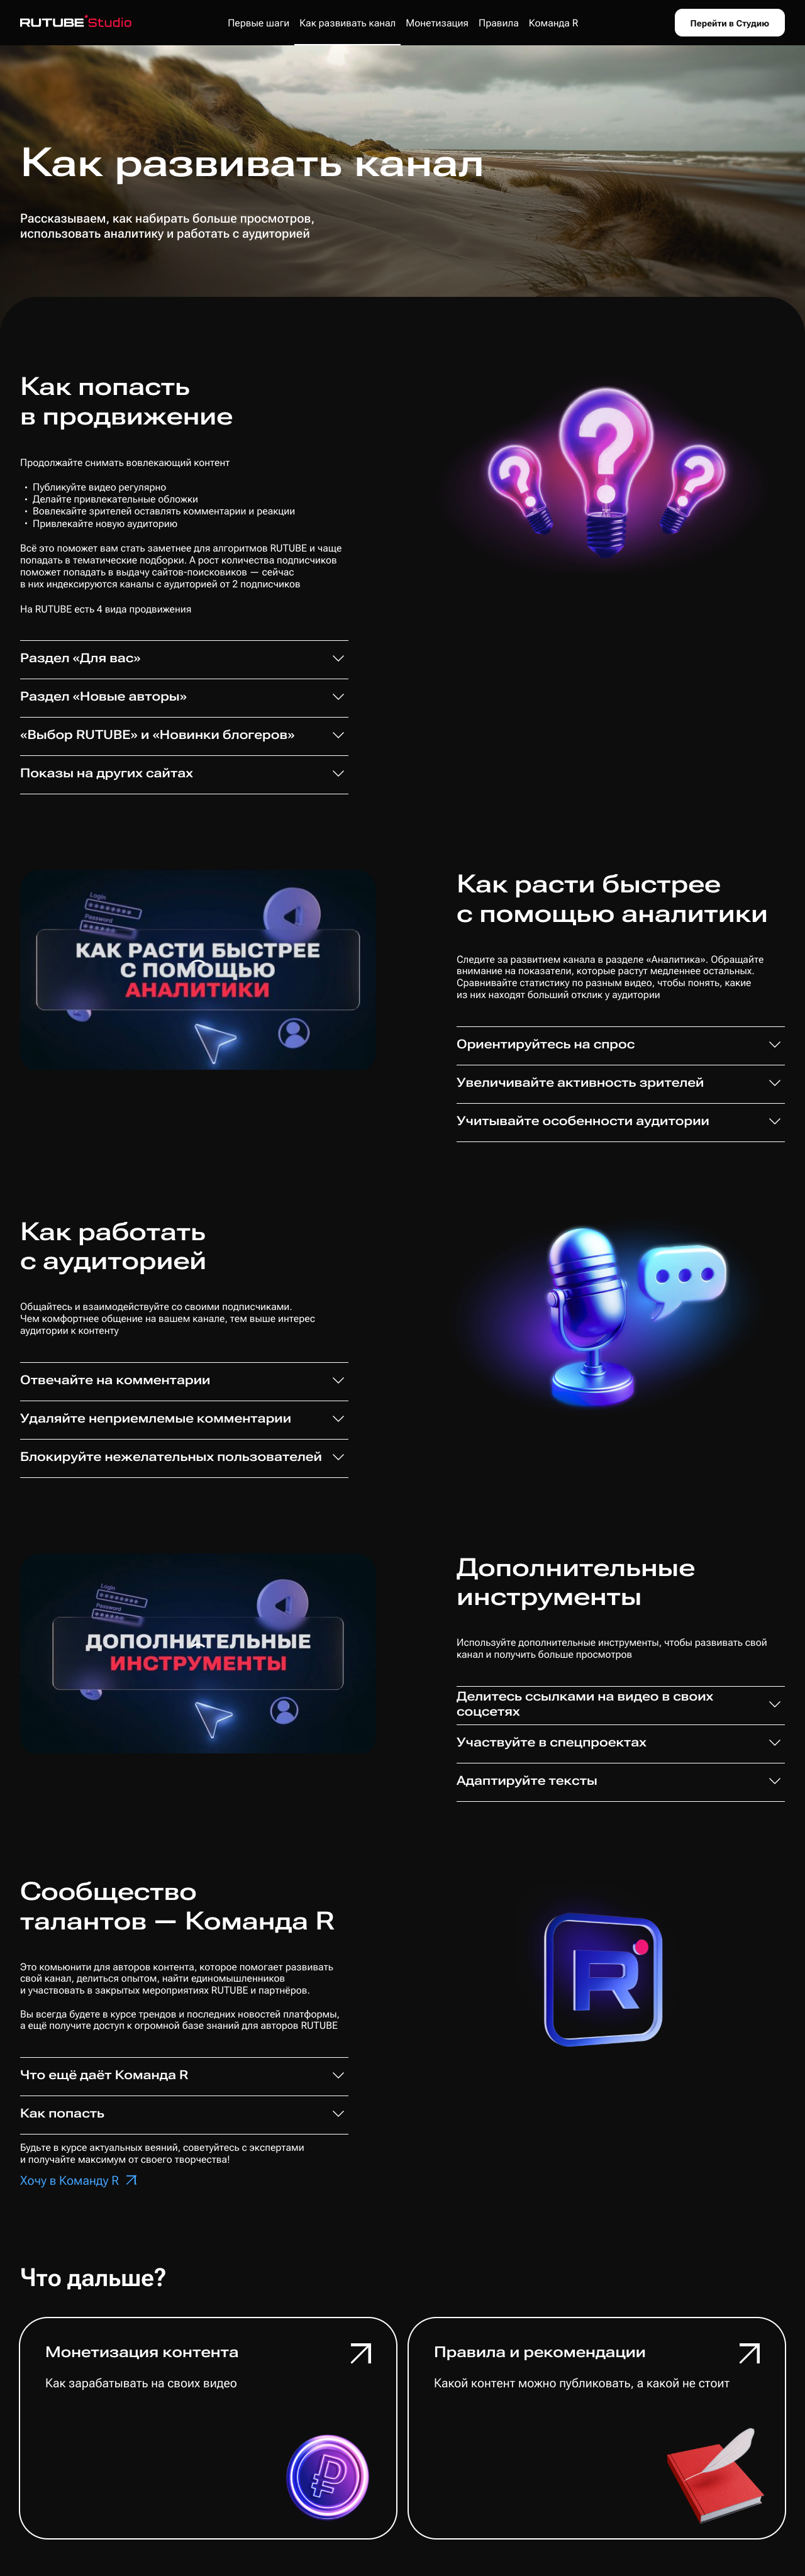 RUTUBE Studio
Первые шаги
Как развивать канал
Монетизация
Правила
Команда R
Перейти в Студию
Как развивать канал
Рассказываем, как набирать больше просмотров,
использовать аналитику и работать с аудиторией
Как попасть
в продвижение
Продолжайте снимать вовлекающий контент
• Публикуйте видео регулярно
• Делайте привлекательные обложки
• Вовлекайте зрителей оставлять комментарии и реакции
• Привлекайте новую аудиторию
Всё это поможет вам стать заметнее для алгоритмов RUTUBE и чаще
попадать в тематические подборки. А рост количества подписчиков
поможет попадать в выдачу сайтов-поисковиков — сейчас
в них индексируются каналы с аудиторией от 2 подписчиков
На RUTUBE есть 4 вида продвижения
Раздел «Для вас»
Раздел «Новые авторы»
«Выбор RUTUBE» и «Новинки блогеров»
Показы на других сайтах
Login
Password
КАК РАСТИ БЫСТРЕЕ
С ПОМОЩЬЮ
АНАЛИТИКИ
Как расти быстрее
с помощью аналитики
Следите за развитием канала в разделе «Аналитика». Обращайте
внимание на показатели, которые растут медленнее остальных.
Сравнивайте статистику по разным видео, чтобы понять, какие
из них находят больший отклик у аудитории
Ориентируйтесь на спрос
Увеличивайте активность зрителей
Учитывайте особенности аудитории
Как работать
с аудиторией
Общайтесь и взаимодействуйте со своими подписчиками.
Чем комфортнее общение на вашем канале, тем выше интерес
аудитории к контенту
Отвечайте на комментарии
Удаляйте неприемлемые комментарии
Блокируйте нежелательных пользователей
Login
Password
ДОПОЛНИТЕЛЬНЫЕ
ИНСТРУМЕНТЫ
Дополнительные
инструменты
Используйте дополнительные инструменты, чтобы развивать свой
канал и получить больше просмотров
Делитесь ссылками на видео в своих
соцсетях
Участвуйте в спецпроектах
Адаптируйте тексты
Сообщество
талантов — Команда R
Это комьюнити для авторов контента, которое помогает развивать
свой канал, делиться опытом, найти единомышленников
и участвовать в закрытых мероприятиях RUTUBE и партнёров.
Вы всегда будете в курсе трендов и последних новостей платформы,
а ещё получите доступ к огромной базе знаний для авторов RUTUBE
Что ещё даёт Команда R
Как попасть
Будьте в курсе актуальных веяний, советуйтесь с экспертами
и получайте максимум от своего творчества!
Хочу в Команду R
R
Что дальше?
Монетизация контента
Как зарабатывать на своих видео
Правила и рекомендации
Какой контент можно публиковать, а какой не стоит